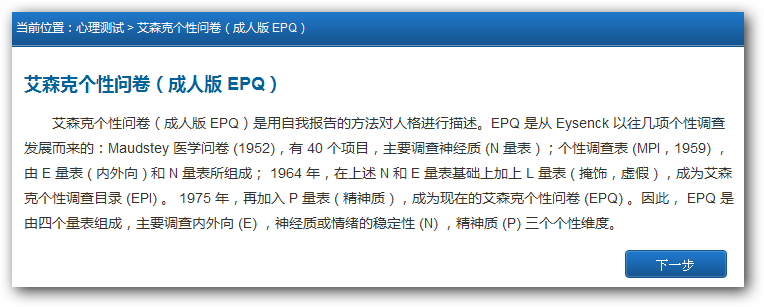 当前位置：心理测试 > 艾森克个性问卷（成人版 EPQ）
艾森克个性问卷（成人版 EPQ）
艾森克个性问卷（成人版 EPQ）是用自我报告的方法对人格进行描述。EPQ 是从 Eysenck 以往几项个性调查
发展而来的：Maudstey 医学问卷 (1952)，有 40 个项目，主要调查神经质 (N 量表）；个性调查表 (MPI，1959)，
由 E 量表（内外向）和 N 量表所组成； 1964 年，在上述 N 和 E 量表基础上加上 L 量表（掩饰，虚假），成为艾森
克个性调查目录 (EPI) 。 1975 年，再加入 P 量表（精神质），成为现在的艾森克个性问卷 (EPQ) 。因此， EPQ 是
由四个量表组成，主要调查内外向 (E) ，神经质或情绪的稳定性 (N) ，精神质 (P) 三个个性维度。
下一步